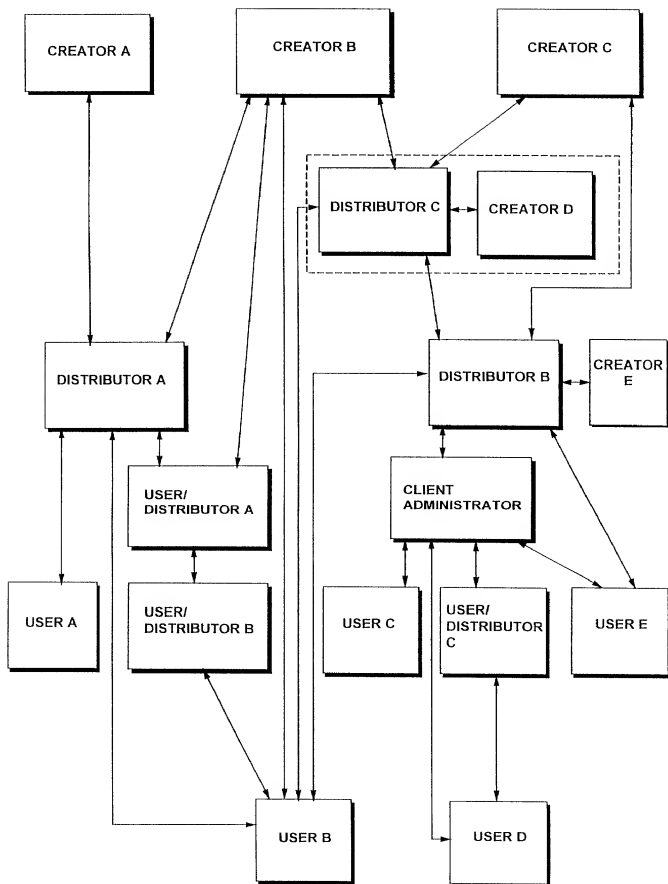 CREATOR A
CREATOR B
CREATOR C
DISTRIBUTOR C
CREATOR D
DISTRIBUTOR A
DISTRIBUTOR B
CREATOR
E
USER/
DISTRIBUTOR A
CLIENT
ADMINISTRATOR
USER A
USER/
DISTRIBUTOR B
USER C
USER/
DISTRIBUTOR
C
USER E
USER B
USER D